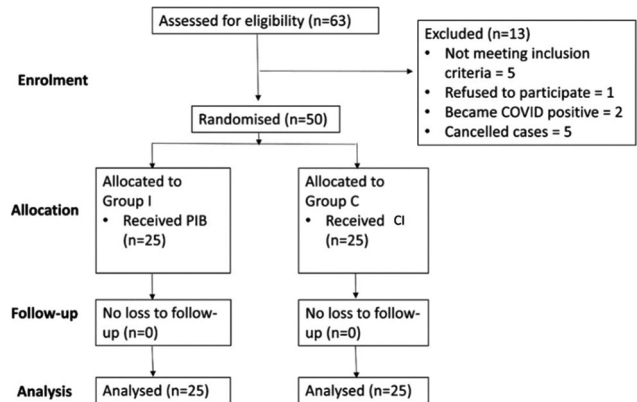 Assessed for eligibility (n=63)
Excluded (n=13)
• Not meeting inclusion
criteria = 5
• Refused to participate = 1
• Became COVID positive = 2
• Cancelled cases = 5
Enrolment
Randomised (n=50)
Allocation
Allocated to
Group I
• Received PIB
(n=25)
Allocated to
Group C
• Received CI
(n=25)
Follow-up
No loss to follow-
up (n=0)
No loss to follow-
up (n=0)
Analysis
Analysed (n=25)
Analysed (n=25)